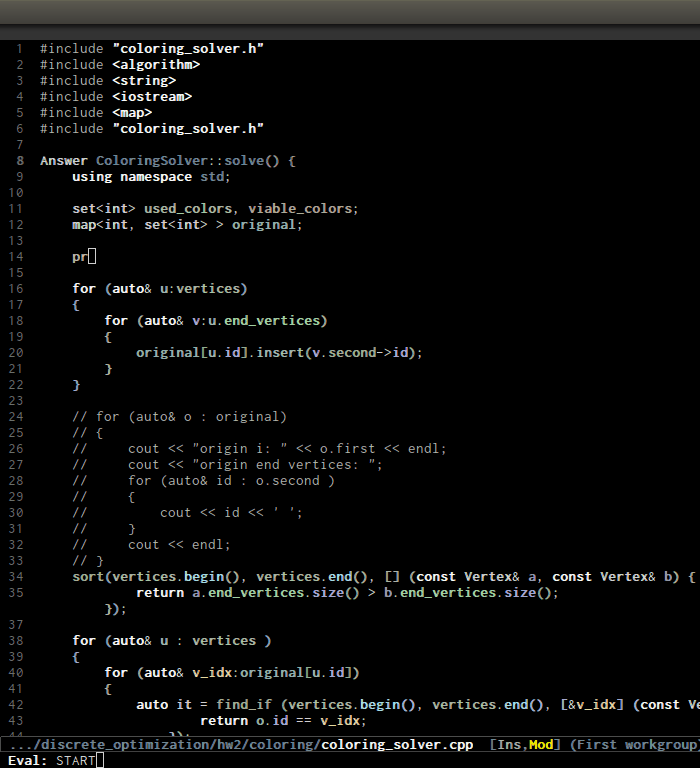 1 #include "coloring_solver.h"
2 #include <algorithm>
3 #include <string>
4 #include <iostream>
5 #include <map>
6 #include "coloring_solver.h"
7
8 Answer ColoringSolver::solve() {
9     using namespace std;
10
11     set<int> used_colors, viable_colors;
12     map<int, set<int> > original;
13
14     pr
15
16     for (auto& u:vertices)
17     {
18         for (auto& v:u.end_vertices)
19         {
20             original[u.id].insert(v.second->id);
21         }
22     }
23
24     // for (auto& o : original)
25     // {
26     //     cout << "origin i: " << o.first << endl;
27     //     cout << "origin end vertices: ";
28     //     for (auto& id : o.second )
29     //     {
30     //         cout << id << ' ';
31     //     }
32     //     cout << endl;
33     // }
34     sort(vertices.begin(), vertices.end(), [] (const Vertex& a, const Vertex& b) {
35             return a.end_vertices.size() > b.end_vertices.size();
        });
37
38     for (auto& u : vertices )
39     {
40         for (auto& v_idx:original[u.id])
41         {
42             auto it = find_if (vertices.begin(), vertices.end(), [&v_idx] (const Ve
43                     return o.id == v_idx;
44                 });
.../discrete_optimization/hw2/coloring/coloring_solver.cpp  [Ins,Mod] (First workgroup)
Eval: START